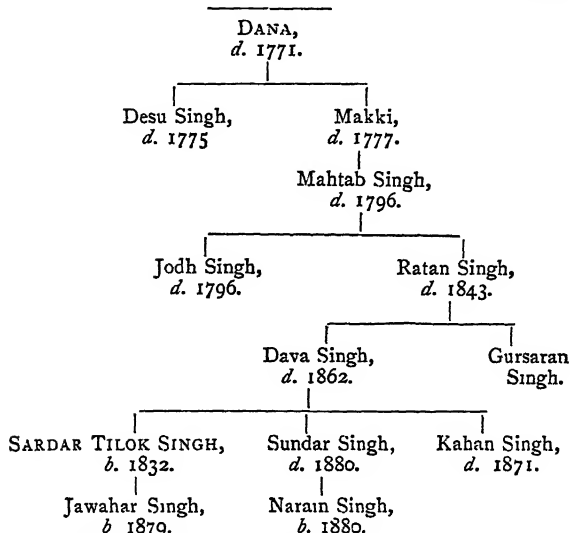 DANA,
d. 1771.
Desu Singh, Makki,
d. 1775 d. 1777.
Mahtab Singh,
d. 1796.
Jodh Singh, Ratan Singh,
d. 1796. d. 1843.
Dava Singh, Gursaran
d. 1862. Singh.
SARDAR TILOK SINGH, Sundar Singh, Kahan Singh,
b. 1832. d. 1880. d. 1871.
Jawahar Singh, Narain Singh,
b 1879. b. 1880.